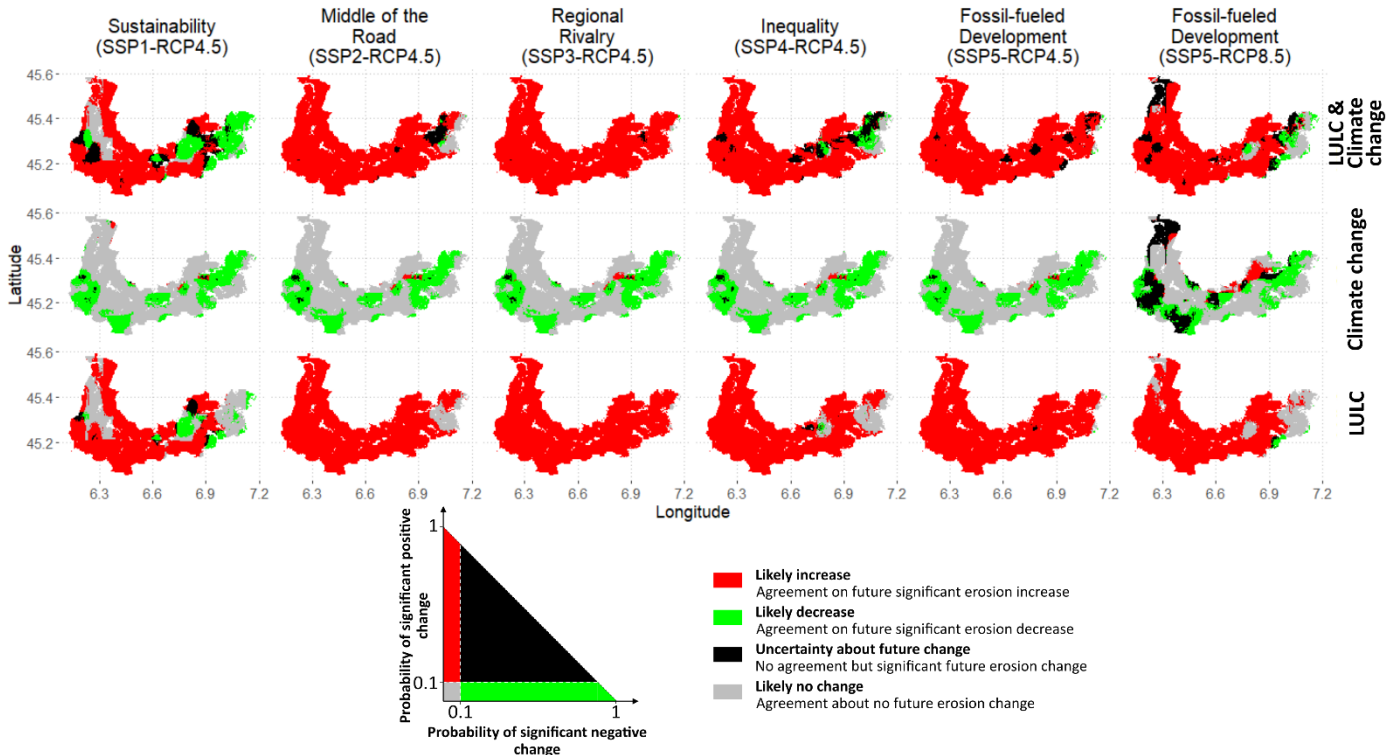 Sustainability
(SSP1-RCP4.5)
Middle of the
Road
(SSP2-RCP4.5)
Regional
Rivalry
(SSP3-RCP4.5)
Inequality
(SSP4-RCP4.5)
Fossil-fueled
Development
(SSP5-RCP4.5)
Fossil-fueled
Development
(SSP5-RCP8.5)
45.6
45.4
45.2
LULC &
Climate
change
Latitude
45.6
45.4
45.2
Climate change
45.6
45.4
45.2
LULC
6.3 6.6 6.9 7.2 6.3 6.6 6.9 7.2 6.3 6.6 6.9 7.2 6.3 6.6 6.9 7.2 6.3 6.6 6.9 7.2 6.3 6.6 6.9 7.2
Longitude
Probability of significant positive
change
1
0.1
0.1
1
Probability of significant negative
change
Likely increase
Agreement on future significant erosion increase
Likely decrease
Agreement on future significant erosion decrease
Uncertainty about future change
No agreement but significant future erosion change
Likely no change
Agreement about no future erosion change